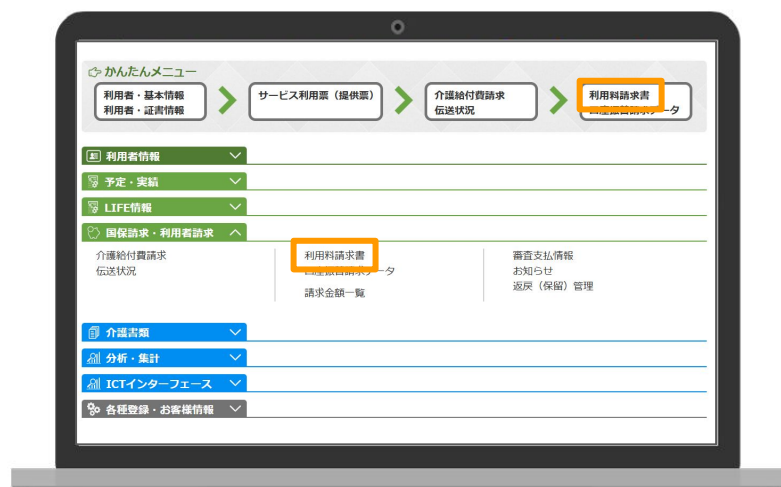 かんたんメニュー
利用者・基本情報
利用者・証書情報
サービス利用票（提供票）
介護給付費請求
伝送状況
利用料請求書
利用者情報
予定・実績
LIFE情報
国保請求・利用者請求
介護給付費請求
伝送状況
利用料請求書
請求金額一覧
審査支払情報
お知らせ
返戻（保留）管理
介護書類
分析・集計
ICTインターフェース
各種登録・お客様情報